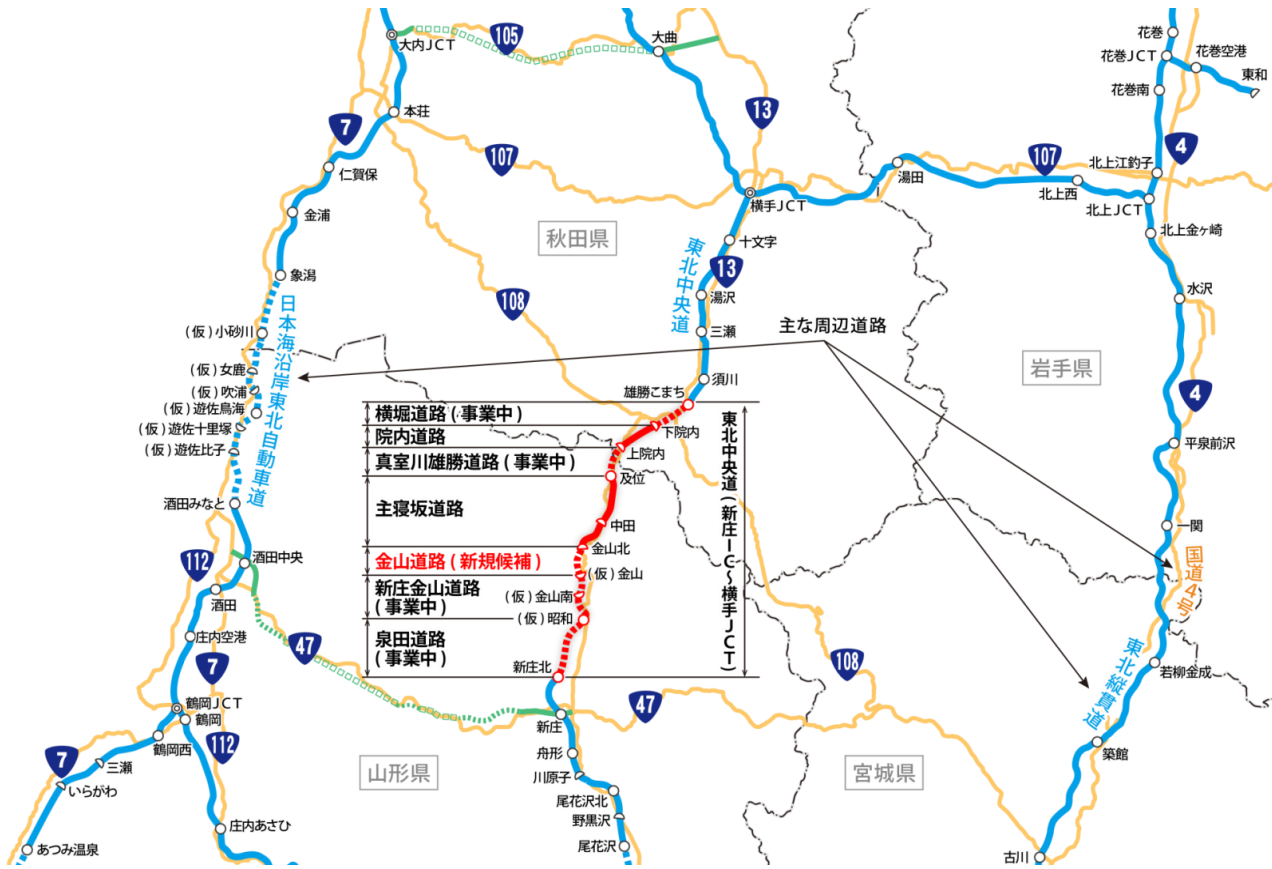 花巻
105
大内JCT
大曲
花巻JCT
花巻空港
東和
花巻南
本荘
13
7
4
107
107
北上江釣子
湯田
仁賀保
北上西
横手JCT
北上JCT
金浦
北上金ヶ崎
秋田県
十文字
東北中央道
13
象潟
湯沢
水沢
108
日本海沿岸東北自動車道
主な周辺道路
(仮)小砂川
三瀬
岩手県
(仮)女鹿
須川
(仮)吹浦
雄勝こまち
4
(仮)遊佐鳥海
横堀道路(事業中)
(仮)遊佐十里塚
院内道路
下院内
東北中央道(新庄IC～横手JCT)
(仮)遊佐比子
上院内
平泉前沢
真室川雄勝道路(事業中)
及位
酒田みなと
主寝坂道路
中田
一関
112
酒田中央
金山北
金山道路(新規候補)
(仮)金山
国道4号
酒田
新庄金山道路
(事業中)
(仮)金山南
(仮)昭和
庄内空港
47
泉田道路
(事業中)
7
新庄北
108
若柳金成
東北縦貫道
鶴岡JCT
47
鶴岡
新庄
鶴岡西
112
築館
7
三瀬
舟形
山形県
宮城県
川原子
いらがわ
尾花沢北
野黒沢
庄内あさひ
尾花沢
あつみ温泉
古川